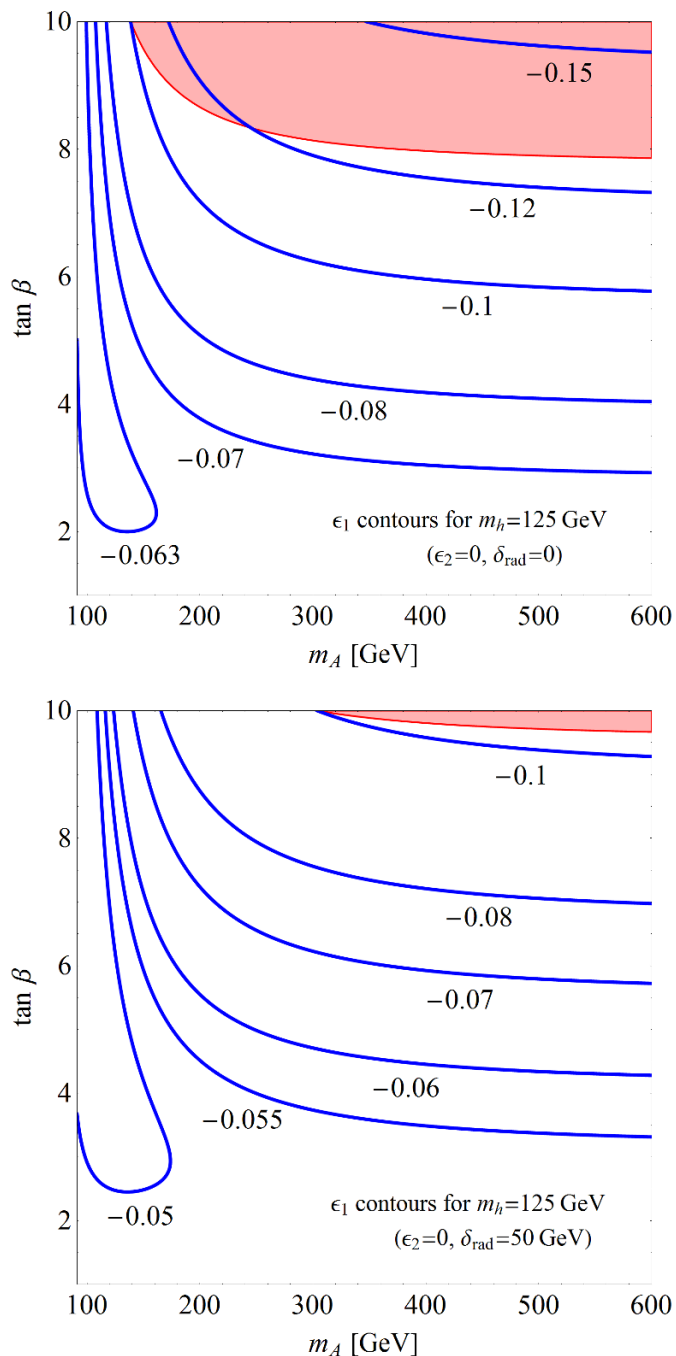 10
−0.15
8
−0.12
tan β
6
−0.1
4
−0.08
−0.07
ϵ1 contours for mh=125 GeV
2
−0.063
(ϵ2=0, δrad=0)
100 200 300 400 500 600
mA [GeV]
10
−0.1
8
−0.08
tan β
6
−0.07
4
−0.06
−0.055
ϵ1 contours for mh=125 GeV
2
−0.05
(ϵ2=0, δrad=50 GeV)
100 200 300 400 500 600
mA [GeV]